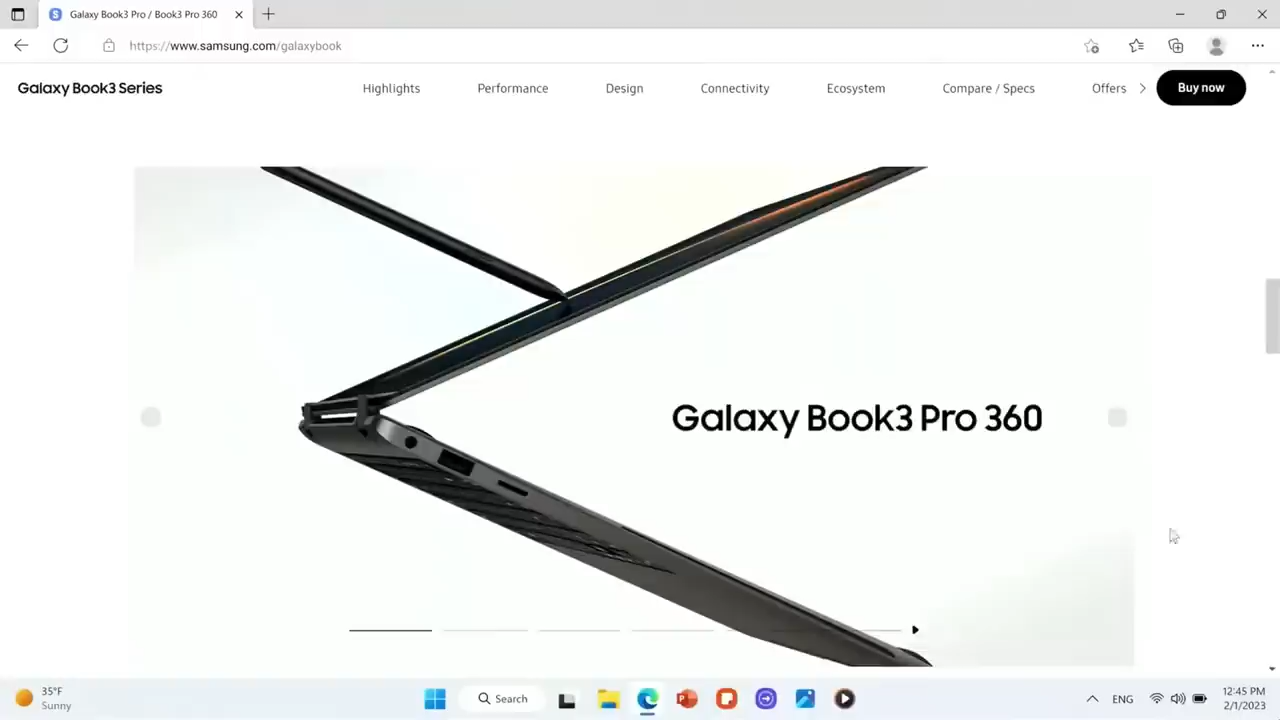 Galaxy Book3 Pro / Book3 Pro 360
https://www.samsung.com/galaxybook
Galaxy Book3 Series
Highlights
Performance
Design
Connectivity
Ecosystem
Compare / Specs
Offers
Buy now
Galaxy Book3 Pro 360
35°F
Sunny
Search
ENG
12:45 PM
2/1/2023